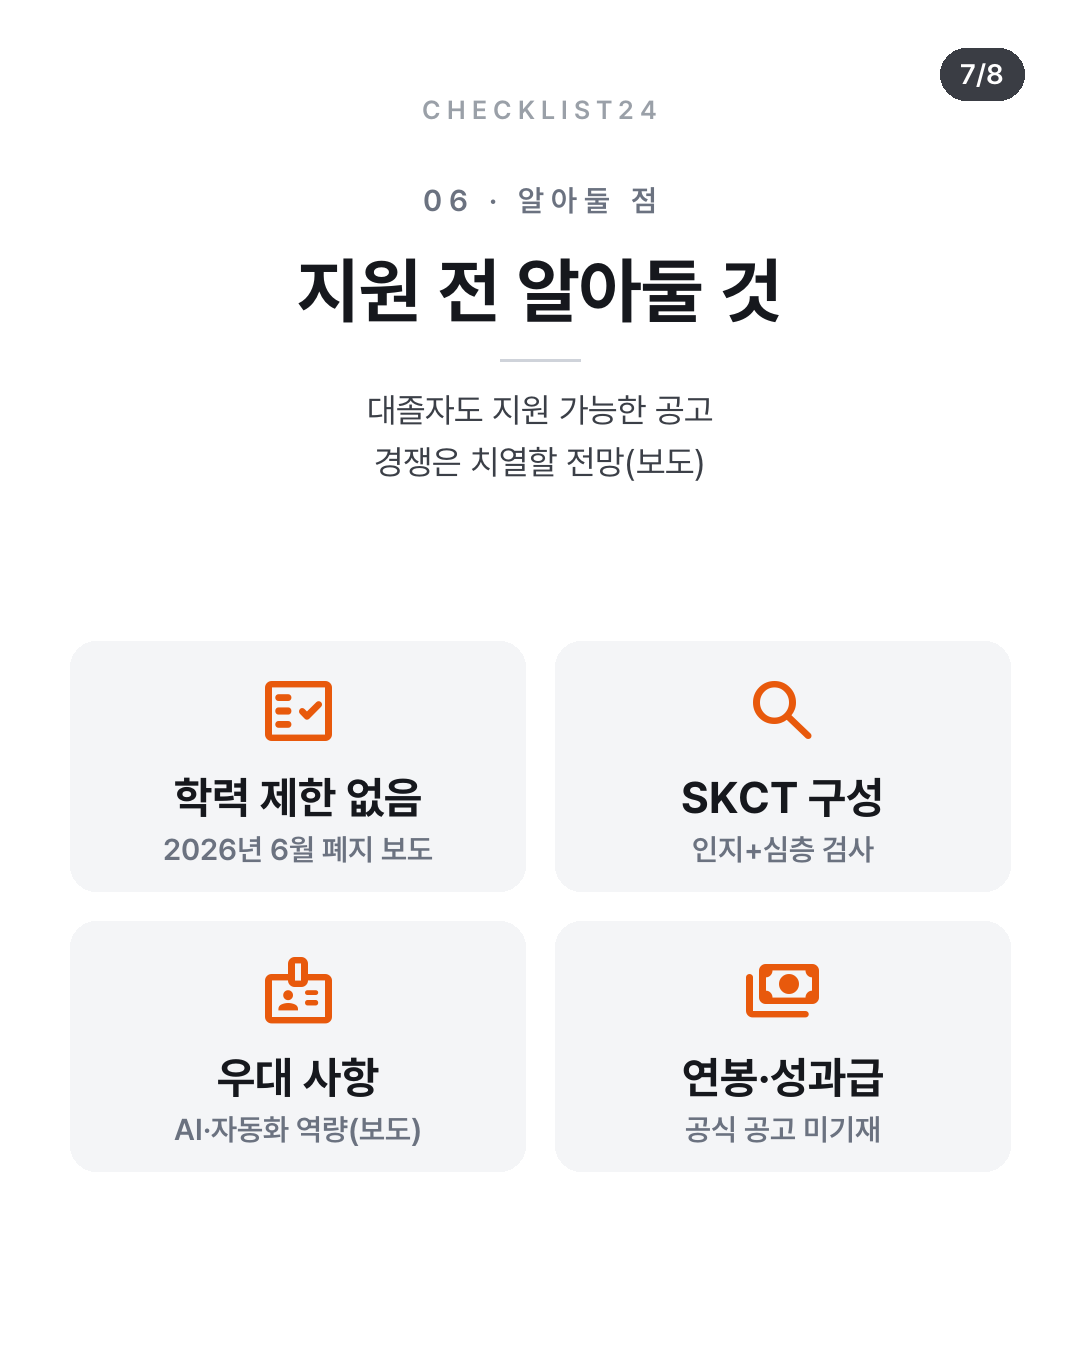 7/8
CHECKLIST24
06 · 알아둘 점
지원 전 알아둘 것
대졸자도 지원 가능한 공고
경쟁은 치열할 전망(보도)
학력 제한 없음
2026년 6월 폐지 보도
SKCT 구성
인지+심층 검사
우대 사항
AI·자동화 역량(보도)
연봉·성과급
공식 공고 미기재